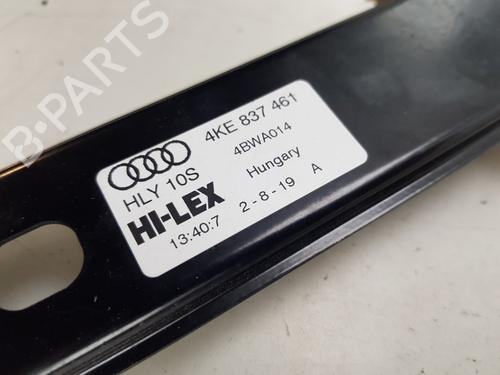 B-PARTS
4KE 837 461
HLY 10S
4BWA014
HI-LEX
Hungary
13:40:7
2-8-19 A